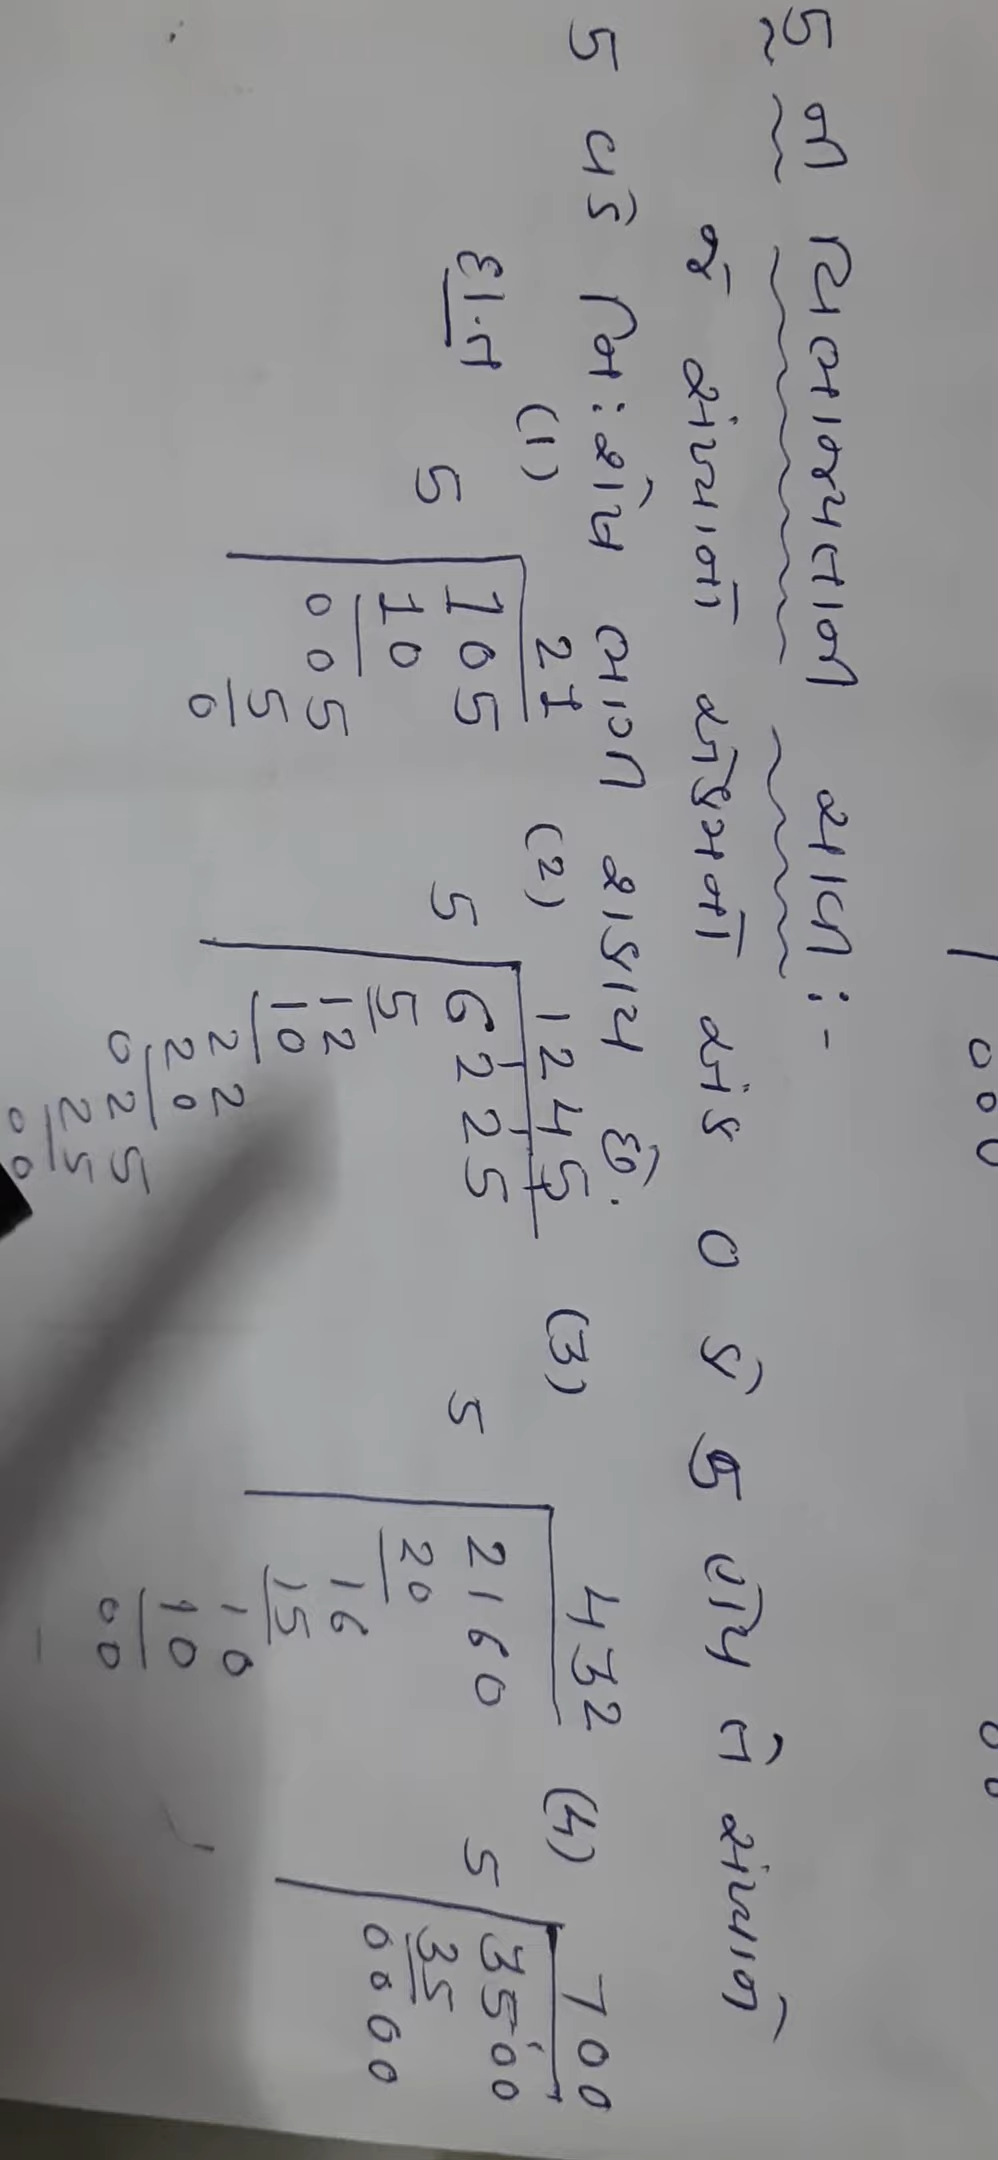 000
00
5 ની વિભાજ્યતાની ચાવી :-
જે સંખ્યાનો એકમનો અંક 0 કે 5 હોય તે સંખ્યાને
5 વડે નિ:શેષ ભાગી શકાય છે.
દા.ત (1) (2) (3) (4)
21 1245 432 700
5 105 5 6225 5 2160 5 3500
10 5 20 35
005 12 16 0000
5 10 15
0 22 10
20 10
025 00
25
00